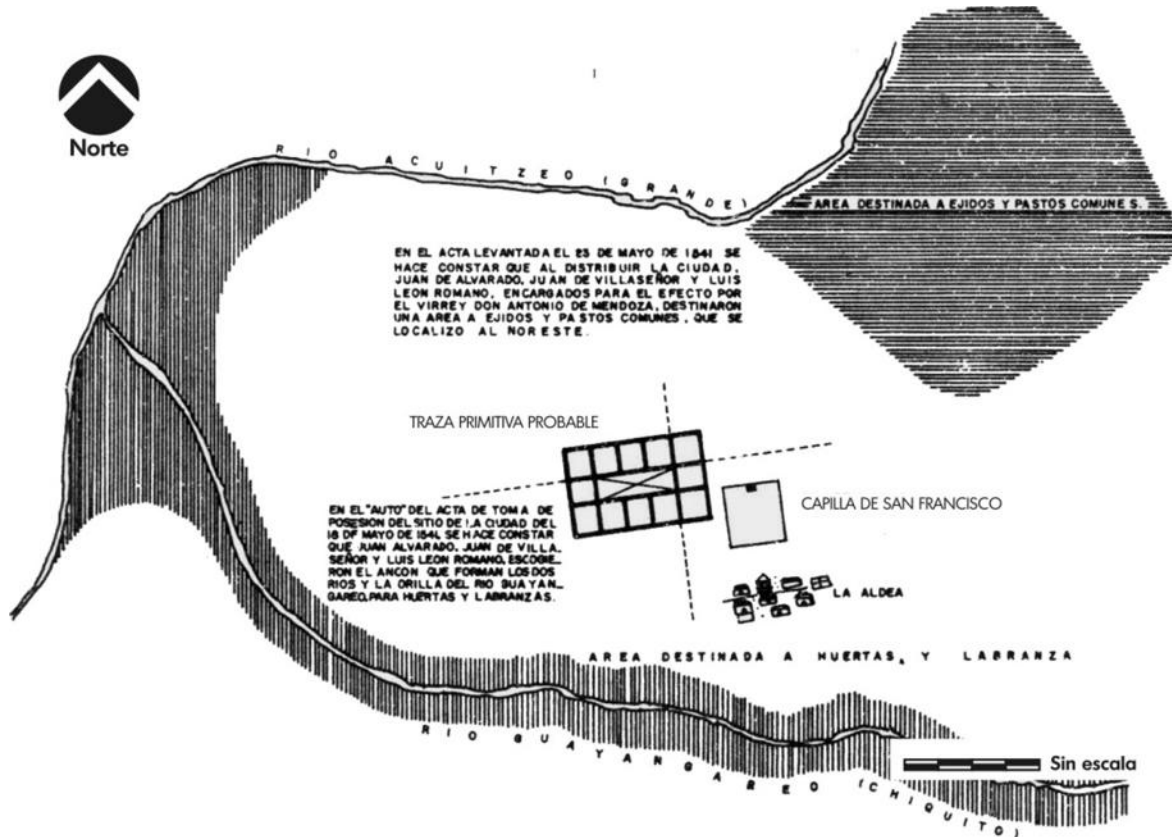 Norte
RIO ACUITZEO (GRANDE)
AREA DESTINADA A EJIDOS Y PASTOS COMUNES.
EN EL ACTA LEVANTADA EL 23 DE MAYO DE 1541 SE
HACE CONSTAR QUE AL DISTRIBUIR LA CIUDAD,
JUAN DE ALVARADO, JUAN DE VILLASEÑOR Y LUIS
LEON ROMANO, ENCARGADOS PARA EL EFECTO POR
EL VIRREY DON ANTONIO DE MENDOZA, DESTINARON
UNA AREA A EJIDOS Y PASTOS COMUNES, QUE SE
LOCALIZO AL NORESTE.
TRAZA PRIMITIVA PROBABLE
CAPILLA DE SAN FRANCISCO
EN EL "AUTO" DEL ACTA DE TOMA DE
POSESION DEL SITIO DE LA CIUDAD DEL
18 DE MAYO DE 1541, SE HACE CONSTAR
QUE JUAN ALVARADO, JUAN DE VILLA_
SEÑOR Y LUIS LEON ROMANO, ESCOGIE_
RON EL ANCON QUE FORMAN LOS DOS
RIOS Y LA ORILLA DEL RIO GUAYAN_
GAREO, PARA HUERTAS Y LABRANZAS.
LA ALDEA
AREA DESTINADA A HUERTAS, Y LABRANZA
RIO GUAYANGAREO (CHIQUITO)
Sin escala